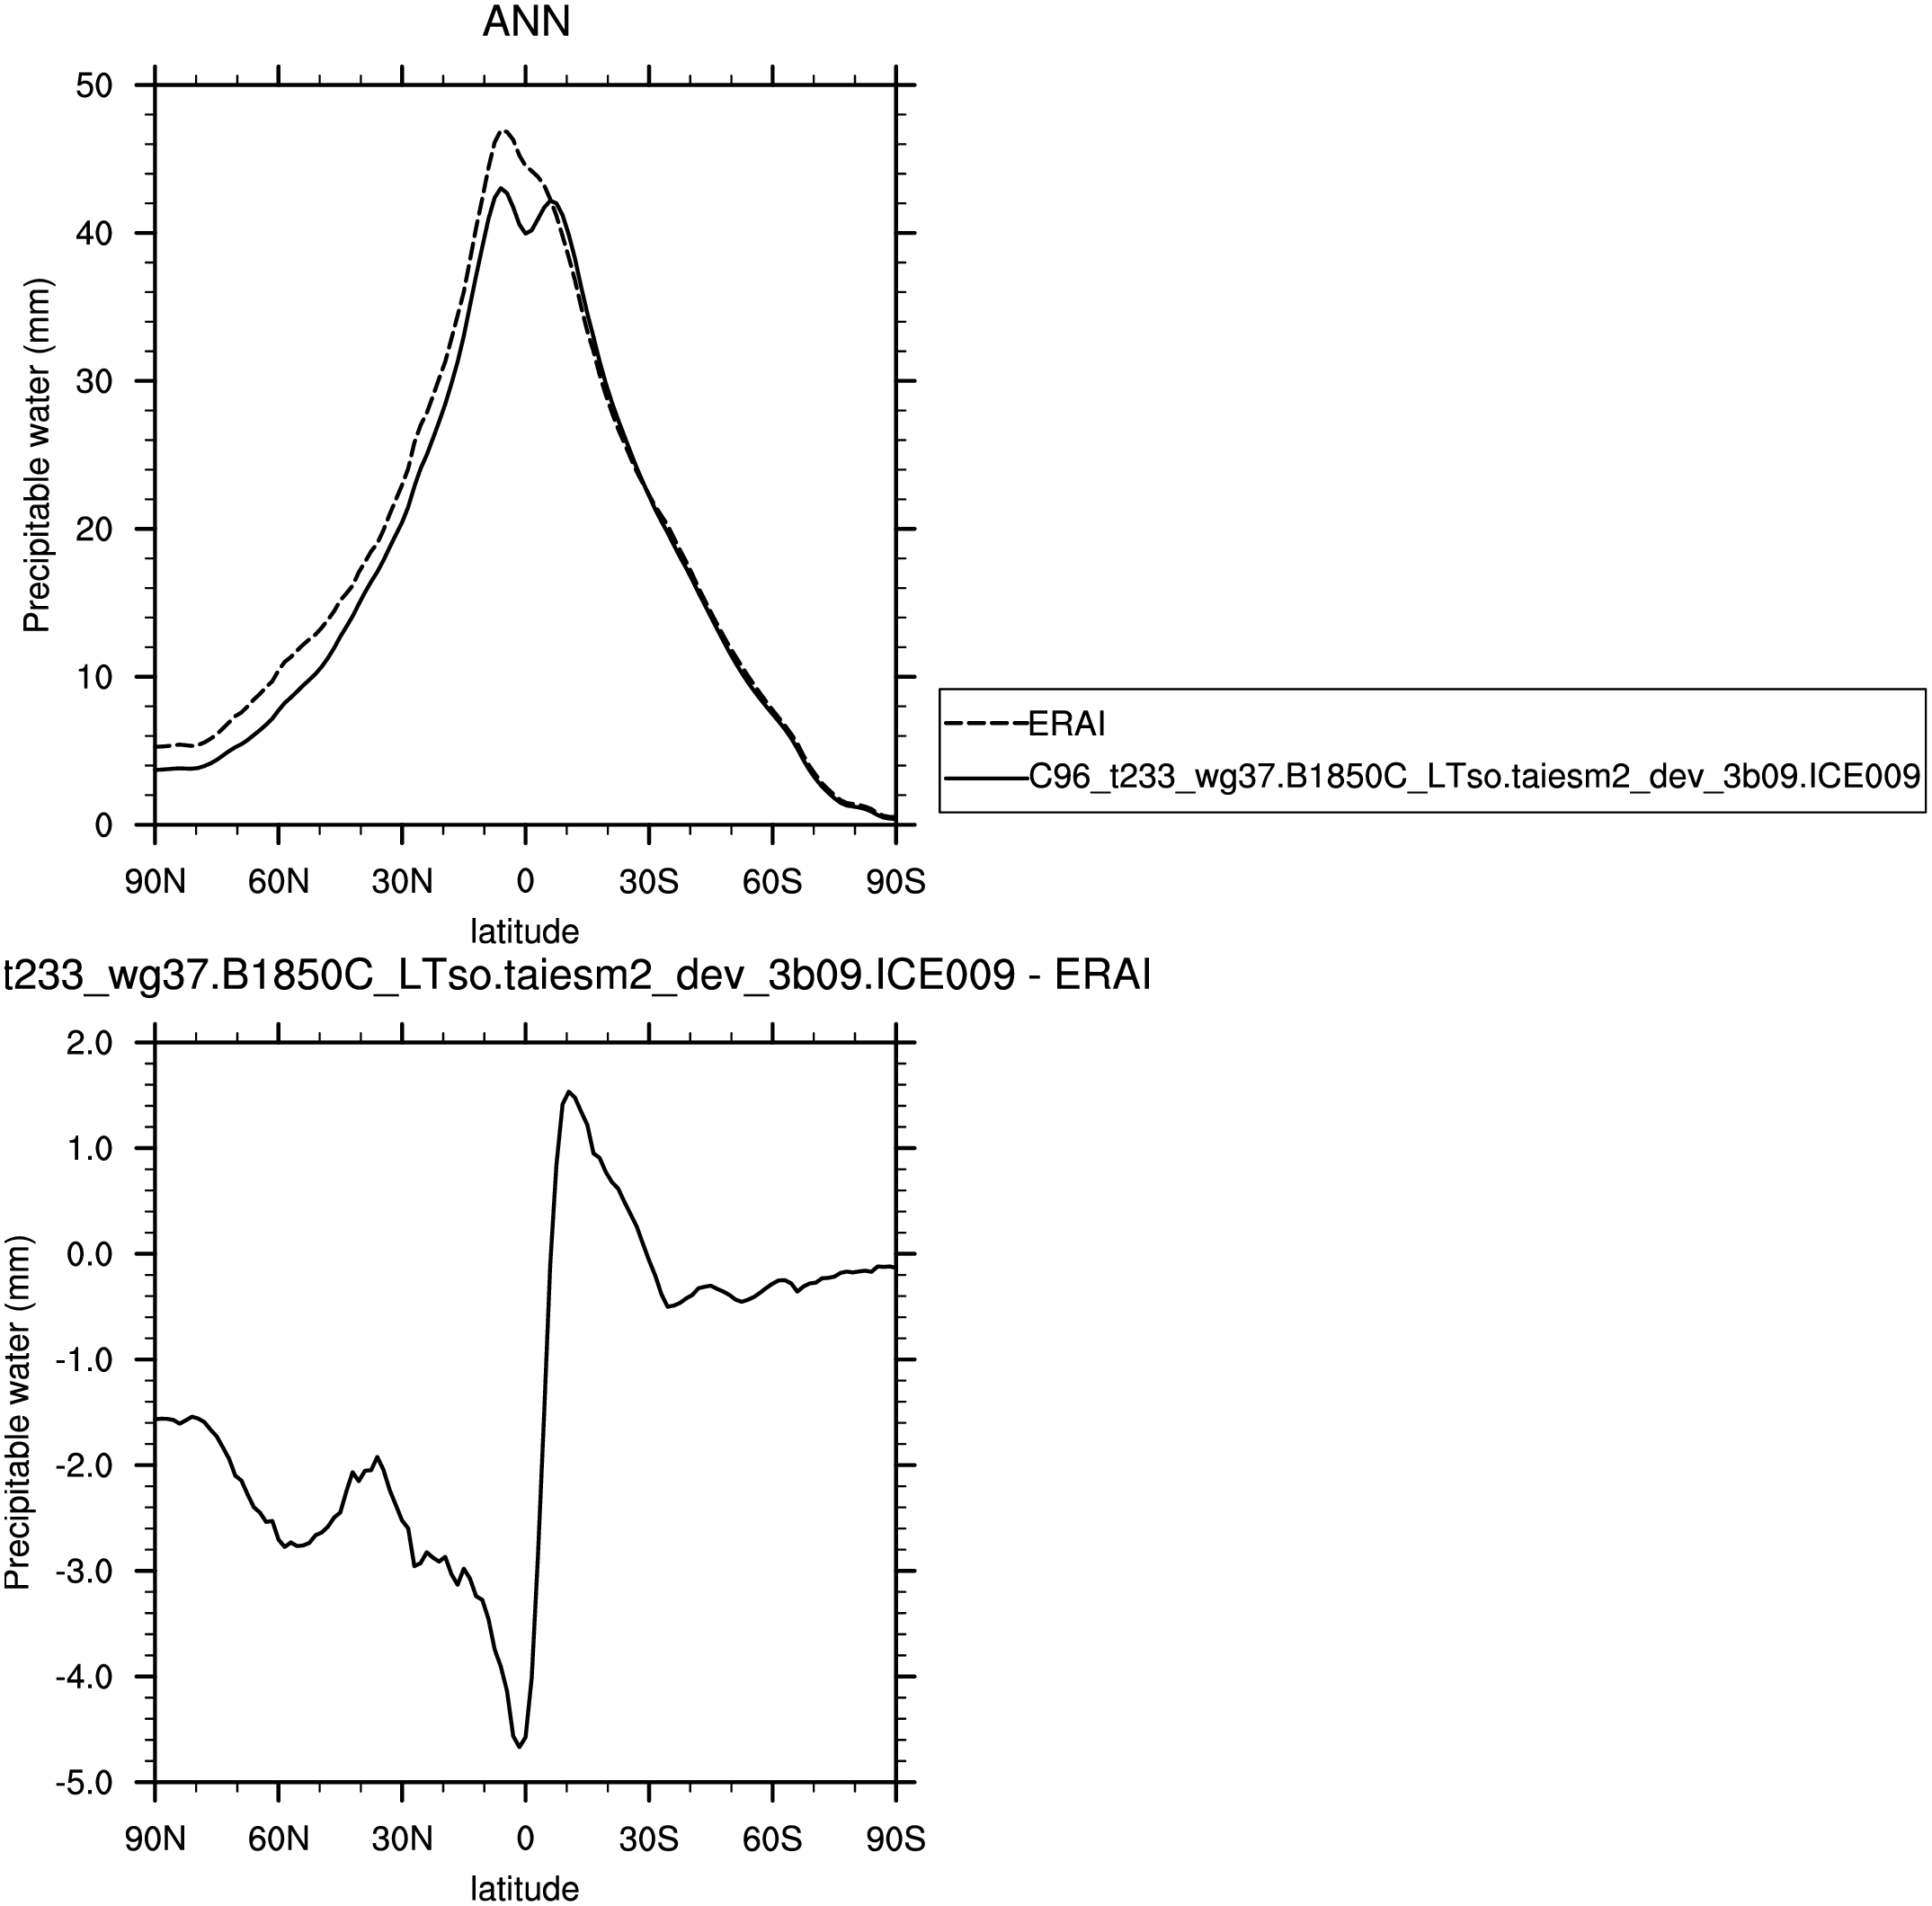 ANN
50
40
30
20
10
0
Precipitable water (mm)
90N 60N 30N 0 30S 60S 90S
latitude
ERAI
C96_t233_wg37.B1850C_LTso.taiesm2_dev_3b09.ICE009
t233_wg37.B1850C_LTso.taiesm2_dev_3b09.ICE009 - ERAI
2.0
1.0
0.0
-1.0
-2.0
-3.0
-4.0
-5.0
Precipitable water (mm)
90N 60N 30N 0 30S 60S 90S
latitude